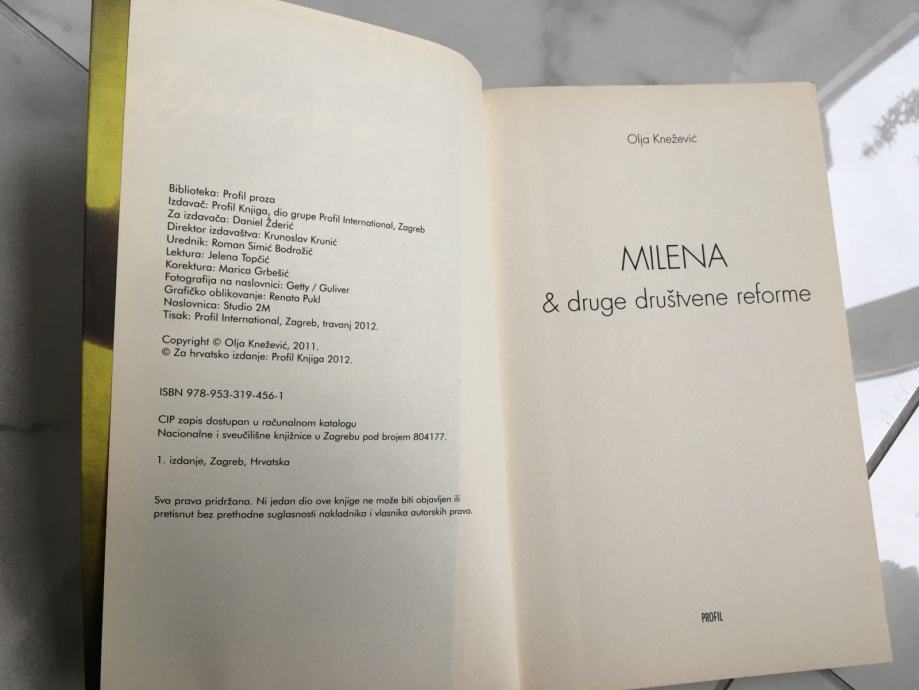 Biblioteka: Profil proza
Izdavač: Profil Knjiga, dio grupe Profil International, Zagreb
Za izdavača: Daniel Žderić
Direktor izdavaštva: Krunoslav Krunić
Urednik: Roman Simić Bodrožić
Lektura: Jelena Topčić
Korektura: Marica Grbešić
Fotografija na naslovnici: Getty / Guliver
Grafičko oblikovanje: Renata Pukl
Naslovnica: Studio 2M
Tisak: Profil International, Zagreb, travanj 2012.
Copyright © Olja Knežević, 2011.
© Za hrvatsko izdanje: Profil Knjiga 2012.
ISBN 978-953-319-456-1
CIP zapis dostupan u računalnom katalogu
Nacionalne i sveučilišne knjižnice u Zagrebu pod brojem 804177.
1. izdanje, Zagreb, Hrvatska
Sva prava pridržana. Ni jedan dio ove knjige ne može biti objavljen ili
pretisnut bez prethodne suglasnosti nakladnika i vlasnika autorskih prava.
Olja Knežević
MILENA
& druge društvene reforme
PROFIL